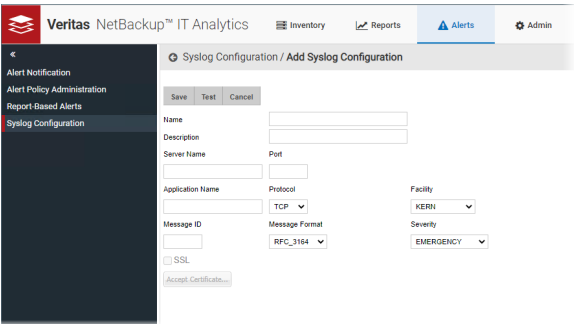 Veritas NetBackup™ IT Analytics
Inventory
Reports
Alerts
Admin
«
Alert Notification
Alert Policy Administration
Report-Based Alerts
Syslog Configuration
Syslog Configuration / Add Syslog Configuration
Save Test Cancel
Name
Description
Server Name Port
Application Name Protocol Facility
TCP KERN
Message ID Message Format Severity
RFC_3164 EMERGENCY
SSL
Accept Certificate...